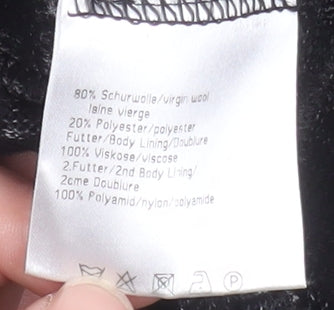 80% Schurwolle/virgin wool
laine vierge
20% Polyester/polyester
Futter/Body Lining/Doublure
100% Viskose/viscose
2.Futter/2nd Body Lining/
2cme Doublure
100% Polyamid/nylon/polyamide
P